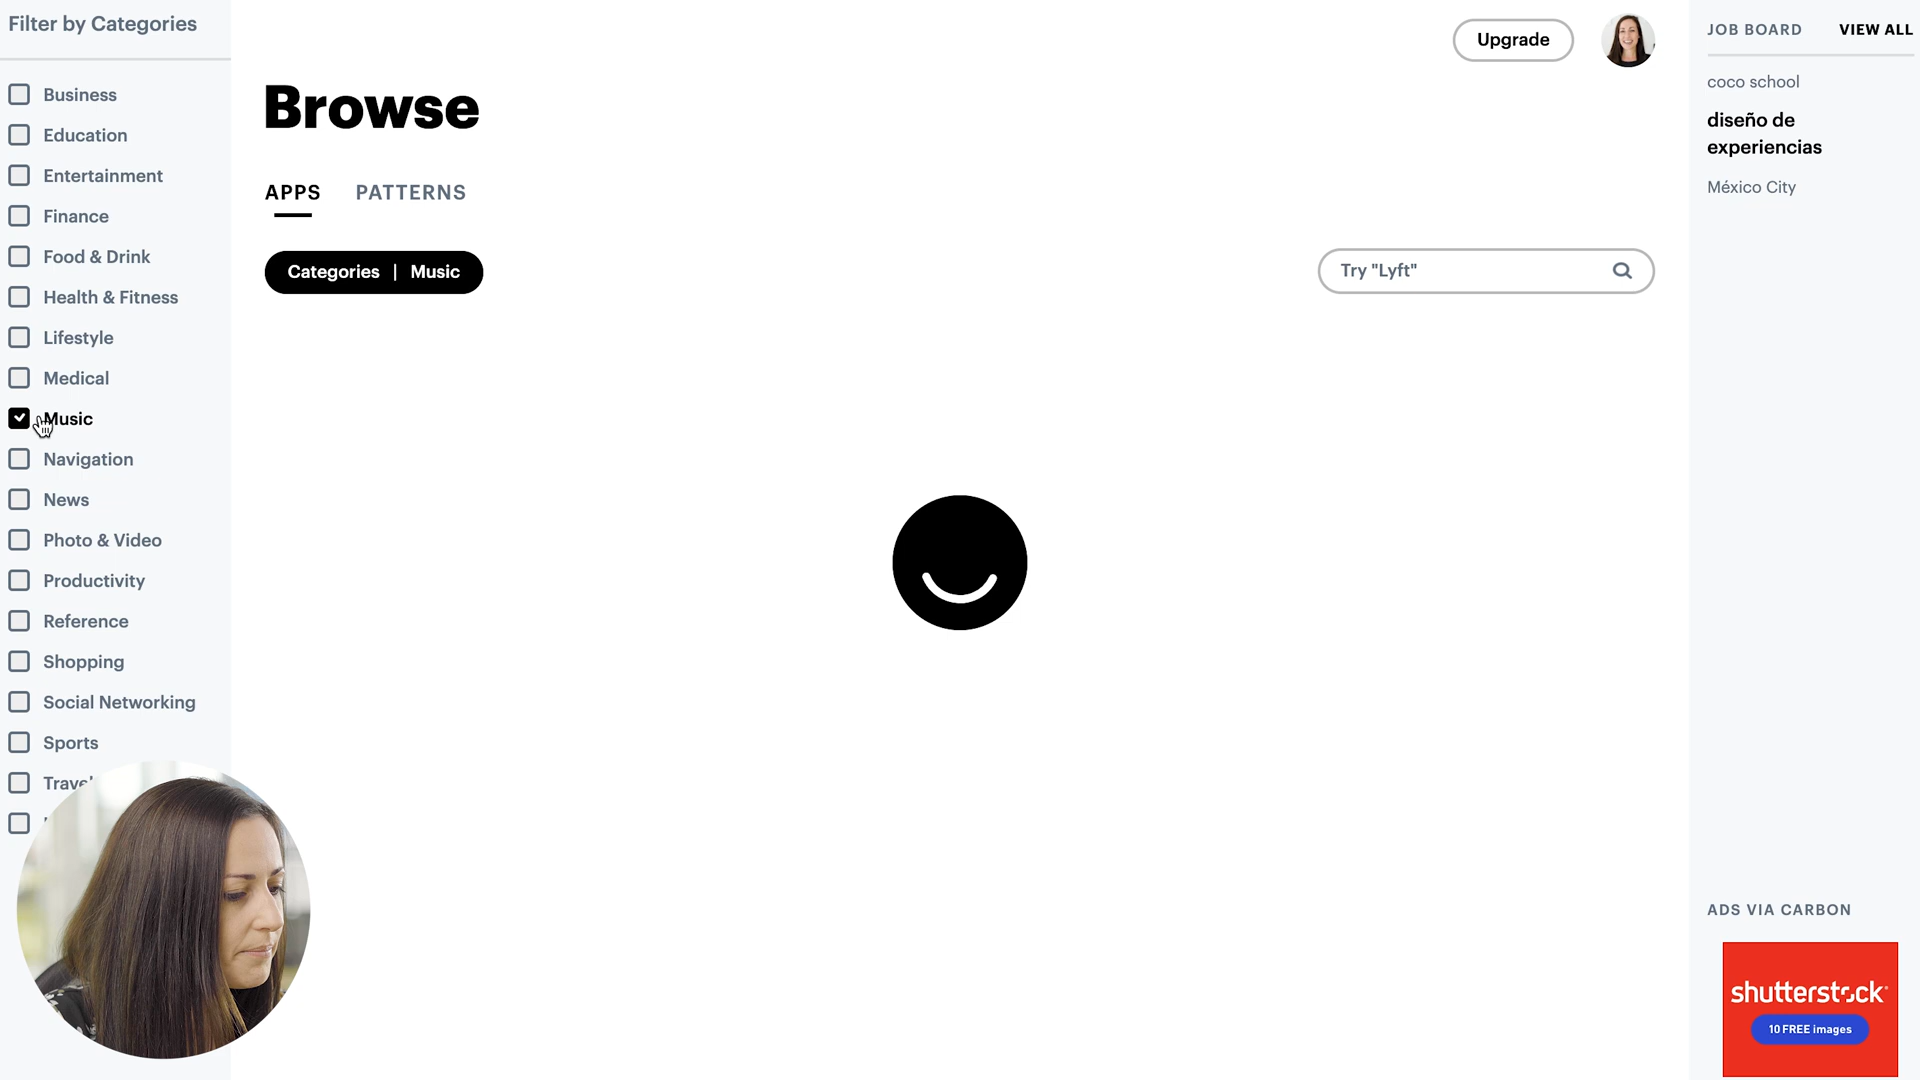 Filter by Categories
Business
Education
Entertainment
Finance
Food & Drink
Health & Fitness
Lifestyle
Medical
Music
Navigation
News
Photo & Video
Productivity
Reference
Shopping
Social Networking
Sports
Travel
Browse
APPS PATTERNS
Categories | Music
Try "Lyft"
Upgrade
JOB BOARD VIEW ALL
coco school
diseño de
experiencias
México City
ADS VIA CARBON
shutterstock
10 FREE images